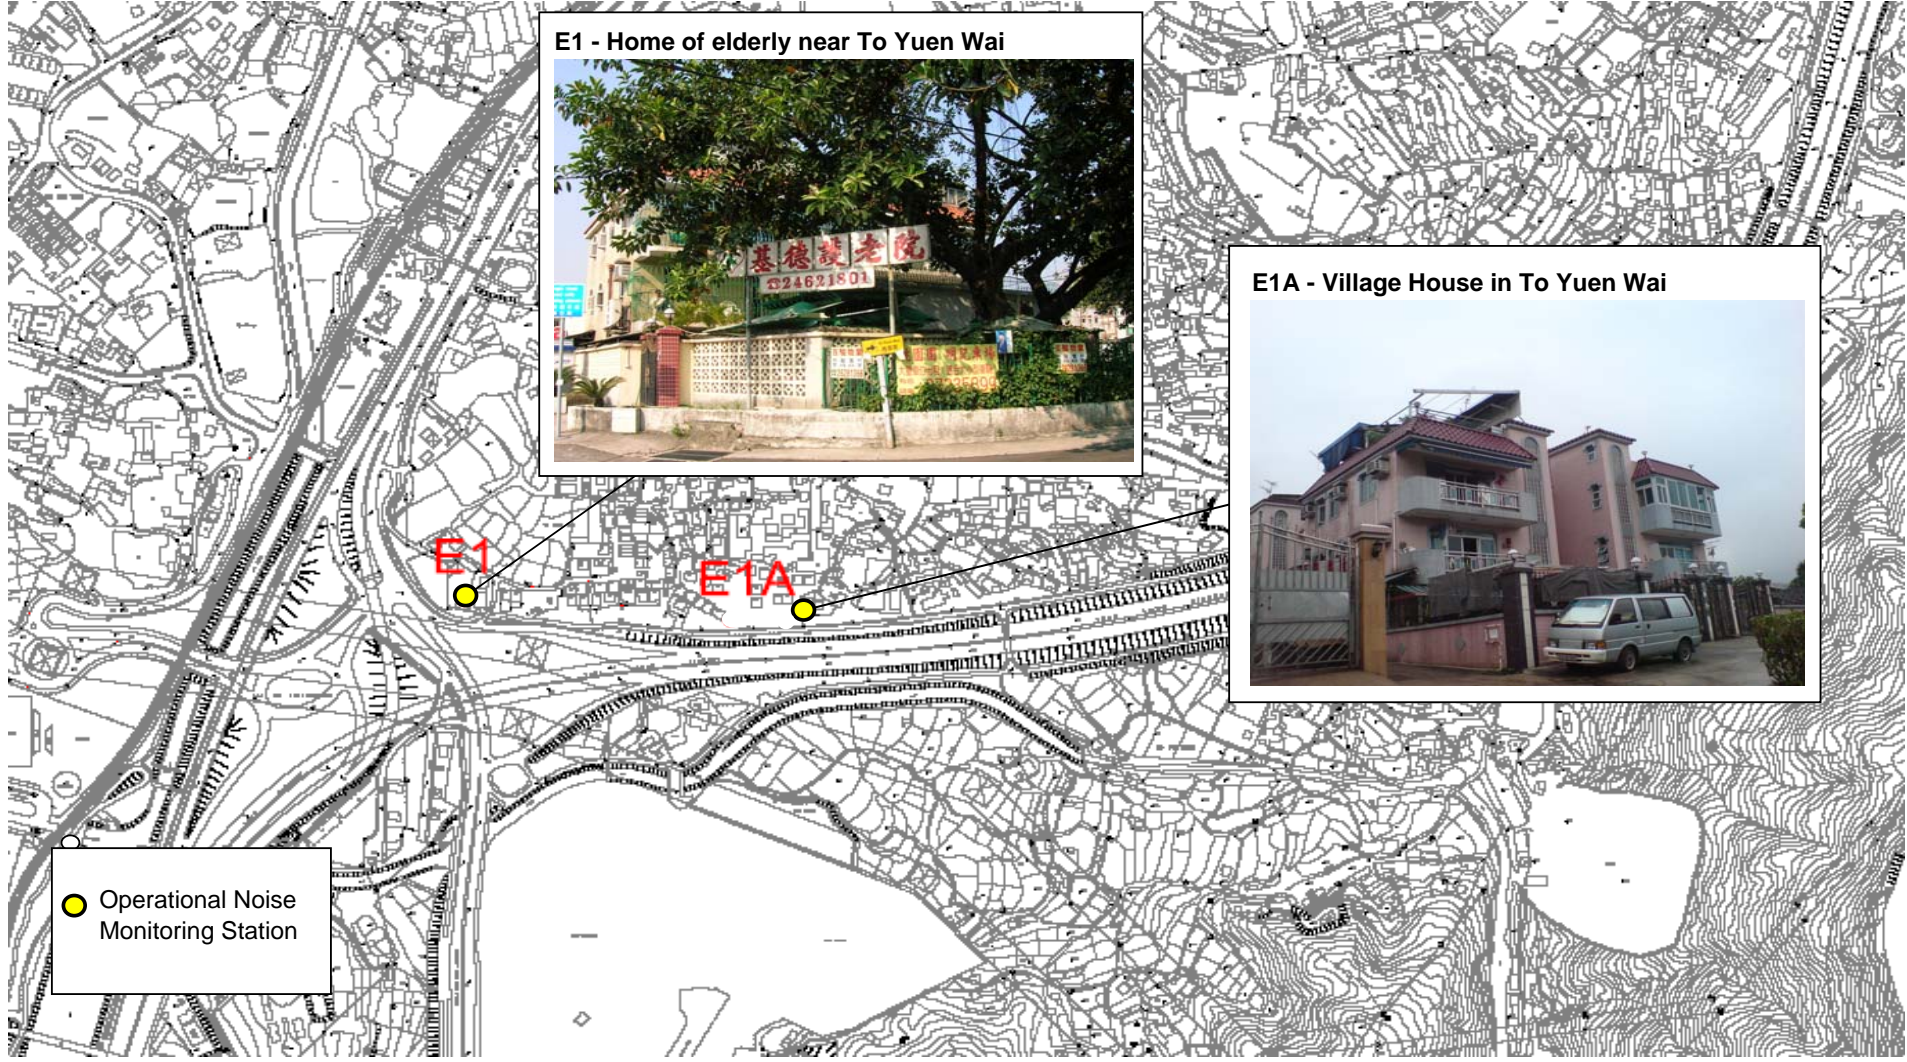 E1 - Home of elderly near To Yuen Wai
基德護老院
☎24621801
E1A - Village House in To Yuen Wai
E1
E1A
Operational Noise
Monitoring Station